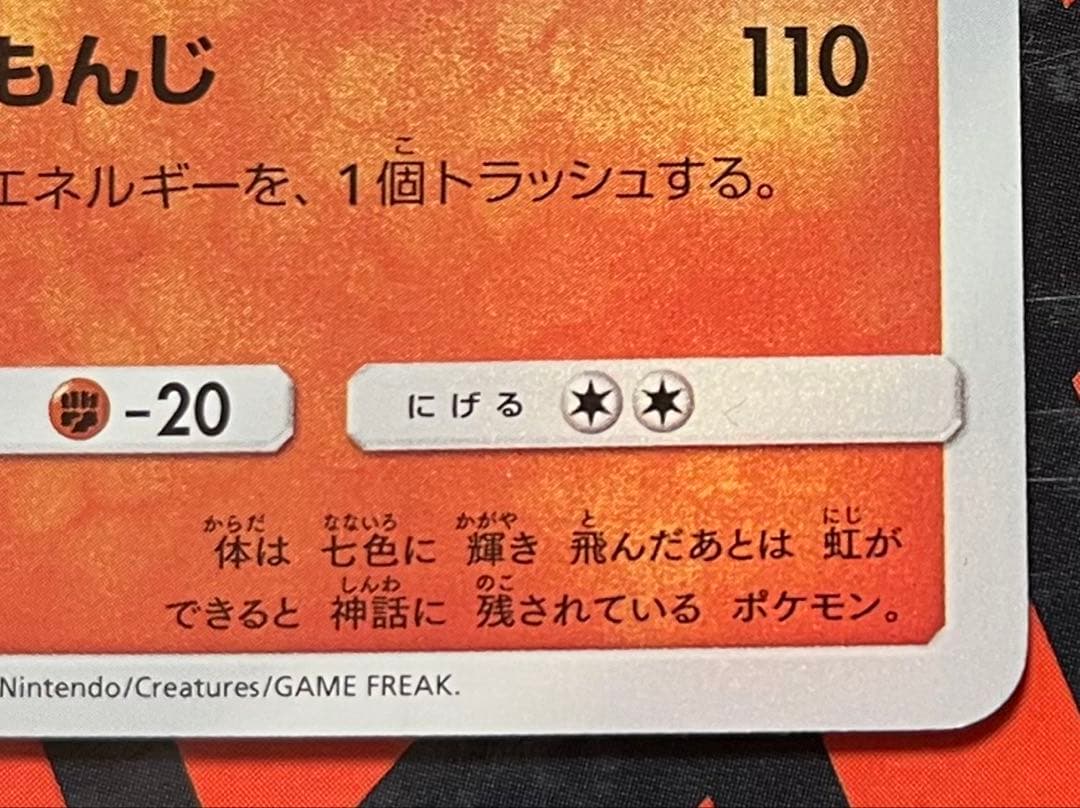 もんじ 110
エネルギーを、1個トラッシュする。
-20 にげる
体は 七色に 輝き 飛んだあとは 虹が
できると 神話に 残されている ポケモン。
Nintendo/Creatures/GAME FREAK.